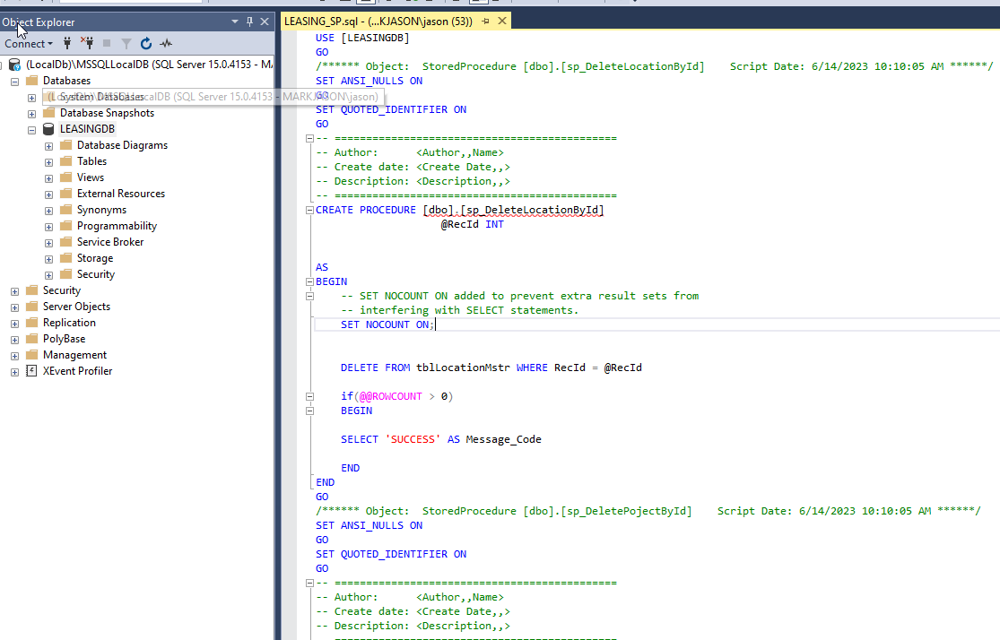 Object Explorer
Connect
(LocalDb)\MSSQLLocalDB (SQL Server 15.0.4153 - MA
Databases
System Databases
(LocalDb)\MSSQLLocalDB (SQL Server 15.0.4153 - MARKJASON\jason)
Database Snapshots
LEASINGDB
Database Diagrams
Tables
Views
External Resources
Synonyms
Programmability
Service Broker
Storage
Security
Security
Server Objects
Replication
PolyBase
Management
XEvent Profiler
LEASING_SP.sql - (...KJASON\jason (53))
USE [LEASINGDB]
GO
/****** Object:  StoredProcedure [dbo].[sp_DeleteLocationById]    Script Date: 6/14/2023 10:10:05 AM ******/
SET ANSI_NULLS ON
GO
SET QUOTED_IDENTIFIER ON
GO
-- =============================================
-- Author:      <Author,,Name>
-- Create date: <Create Date,,>
-- Description: <Description,,>
-- =============================================
CREATE PROCEDURE [dbo].[sp_DeleteLocationById]
@RecId INT
AS
BEGIN
-- SET NOCOUNT ON added to prevent extra result sets from
-- interfering with SELECT statements.
SET NOCOUNT ON;
DELETE FROM tblLocationMstr WHERE RecId = @RecId
if(@@ROWCOUNT > 0)
BEGIN
SELECT 'SUCCESS' AS Message_Code
END
END
GO
/****** Object:  StoredProcedure [dbo].[sp_DeletePojectById]    Script Date: 6/14/2023 10:10:05 AM ******/
SET ANSI_NULLS ON
GO
SET QUOTED_IDENTIFIER ON
GO
-- =============================================
-- Author:      <Author,,Name>
-- Create date: <Create Date,,>
-- Description: <Description,,>